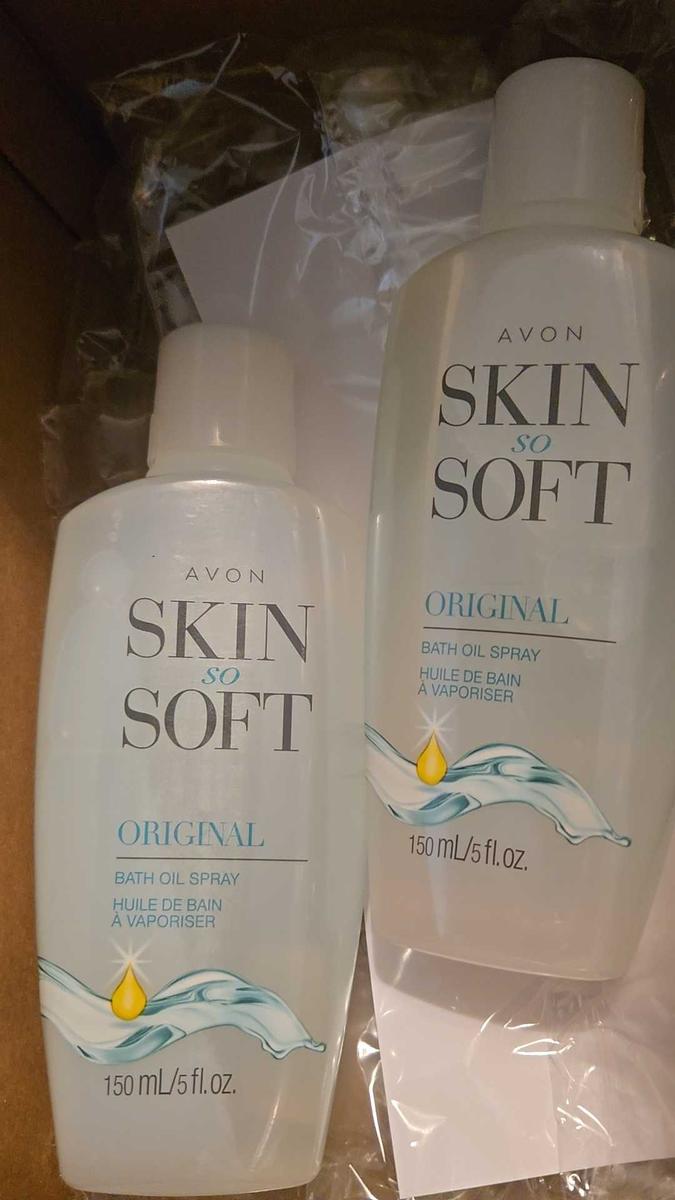 AVON
SKIN
so
SOFT
ORIGINAL
BATH OIL SPRAY
HUILE DE BAIN
À VAPORISER
150 mL/5 fl. oz.
AVON
SKIN
so
SOFT
ORIGINAL
BATH OIL SPRAY
HUILE DE BAIN
À VAPORISER
150 mL/5 fl. oz.